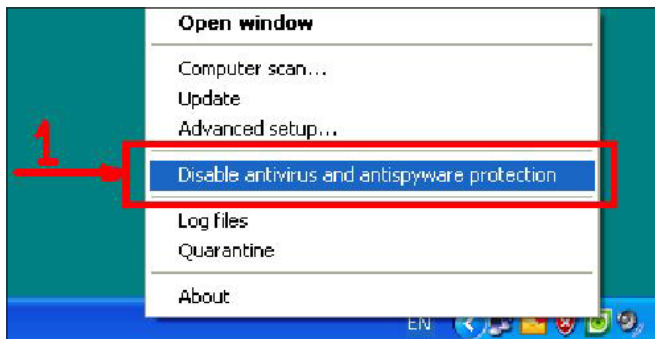 Open window
Computer scan...
Update
Advanced setup...
1
Disable antivirus and antispyware protection
Log files
Quarantine
About
EN